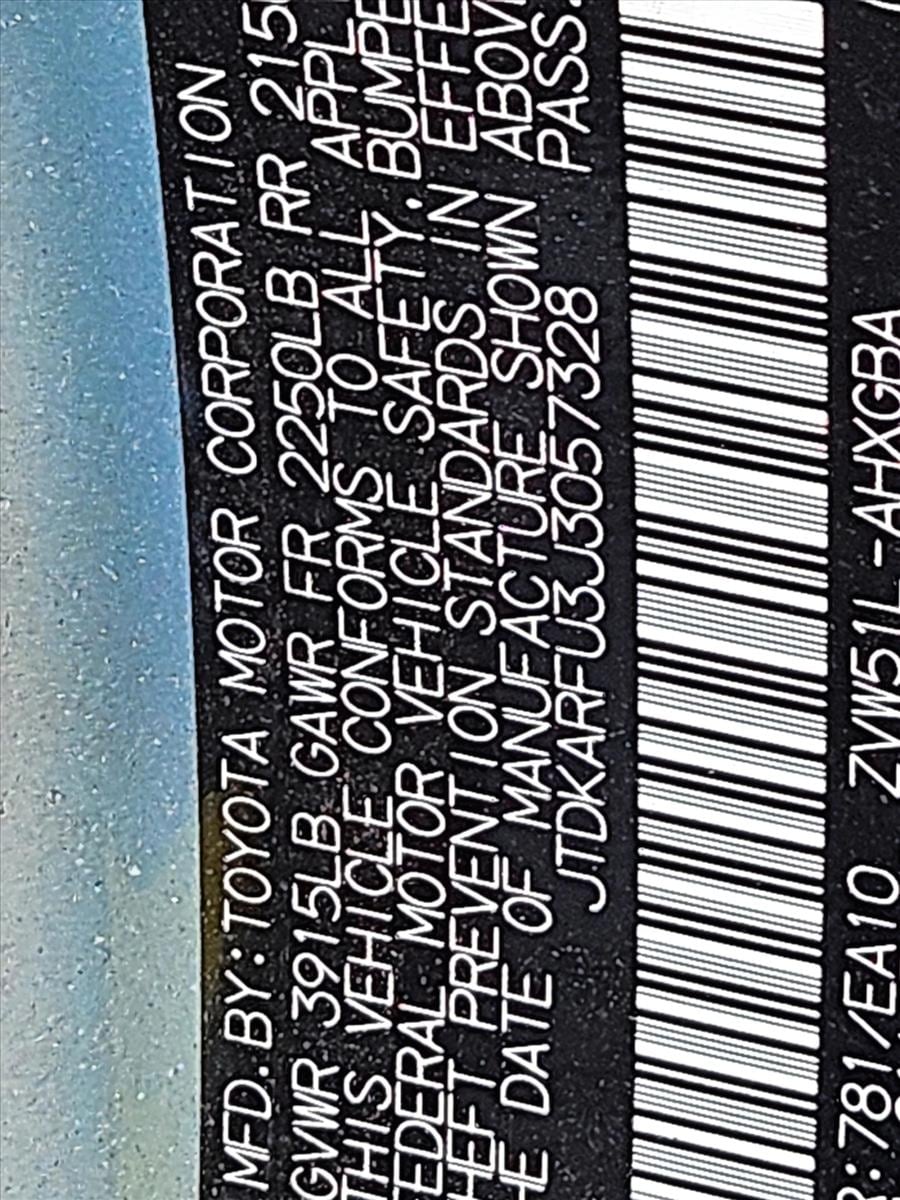 MFD. BY: TOYOTA MOTOR CORPORATION
GVWR 3915LB GAWR FR 2250LB RR 215
THIS VEHICLE CONFORMS TO ALL APPL
FEDERAL MOTOR VEHICLE SAFETY. BUMPE
HEFT PREVENTION STANDARDS IN EFFE
HE DATE OF MANUFACTURE SHOWN ABOV
JTDKARFU3J3057328 PASS.
R:781/EA10 ZVW51L-AHXGBA